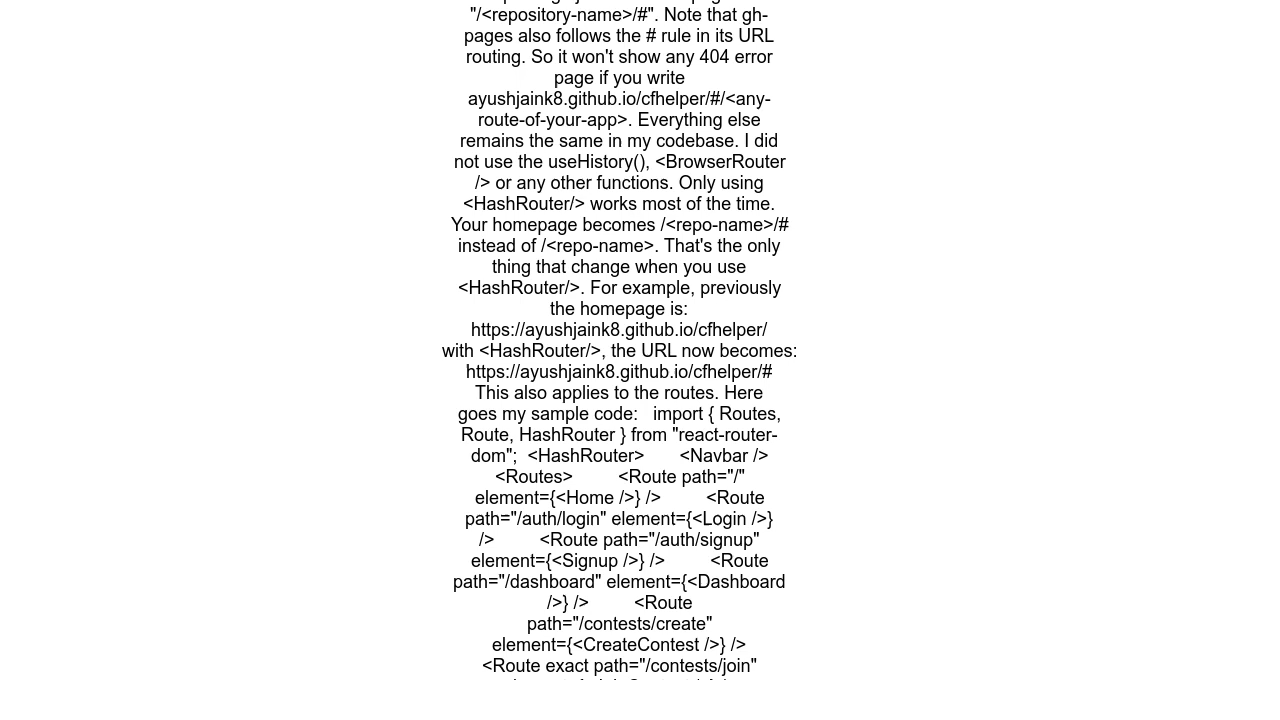 "/<repository-name>/#". Note that gh-
pages also follows the # rule in its URL
routing. So it won't show any 404 error
page if you write
ayushjaink8.github.io/cfhelper/#/<any-
route-of-your-app>. Everything else
remains the same in my codebase. I did
not use the useHistory(), <BrowserRouter
/> or any other functions. Only using
<HashRouter/> works most of the time.
Your homepage becomes /<repo-name>/#
instead of /<repo-name>. That's the only
thing that change when you use
<HashRouter/>. For example, previously
the homepage is:
https://ayushjaink8.github.io/cfhelper/
with <HashRouter/>, the URL now becomes:
https://ayushjaink8.github.io/cfhelper/#
This also applies to the routes. Here
goes my sample code:   import { Routes,
Route, HashRouter } from "react-router-
dom";  <HashRouter>       <Navbar />
<Routes>         <Route path="/"
element={<Home />} />         <Route
path="/auth/login" element={<Login />}
/>         <Route path="/auth/signup"
element={<Signup />} />         <Route
path="/dashboard" element={<Dashboard
/>} />         <Route
path="/contests/create"
element={<CreateContest />} />
<Route exact path="/contests/join"